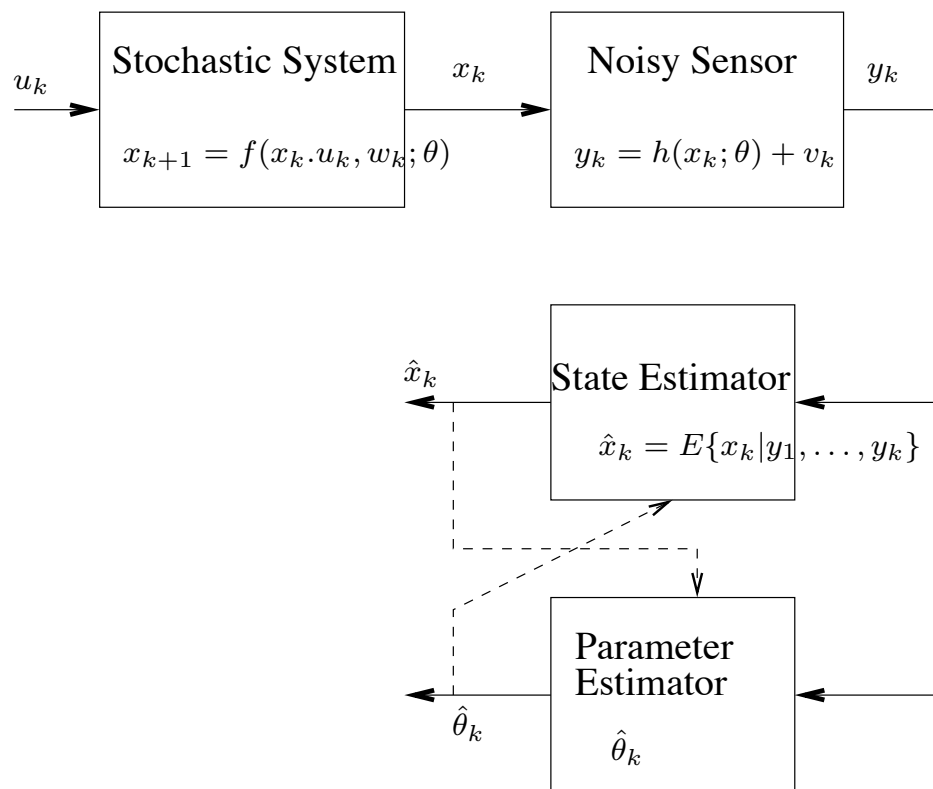 Stochastic System
Noisy Sensor
u_k
x_k
y_k
x_{k+1} = f(x_k.u_k, w_k; θ)
y_k = h(x_k; θ) + v_k
x̂_k
State Estimator
x̂_k = E{x_k|y_1, . . . , y_k}
Parameter
Estimator
θ̂_k
θ̂_k